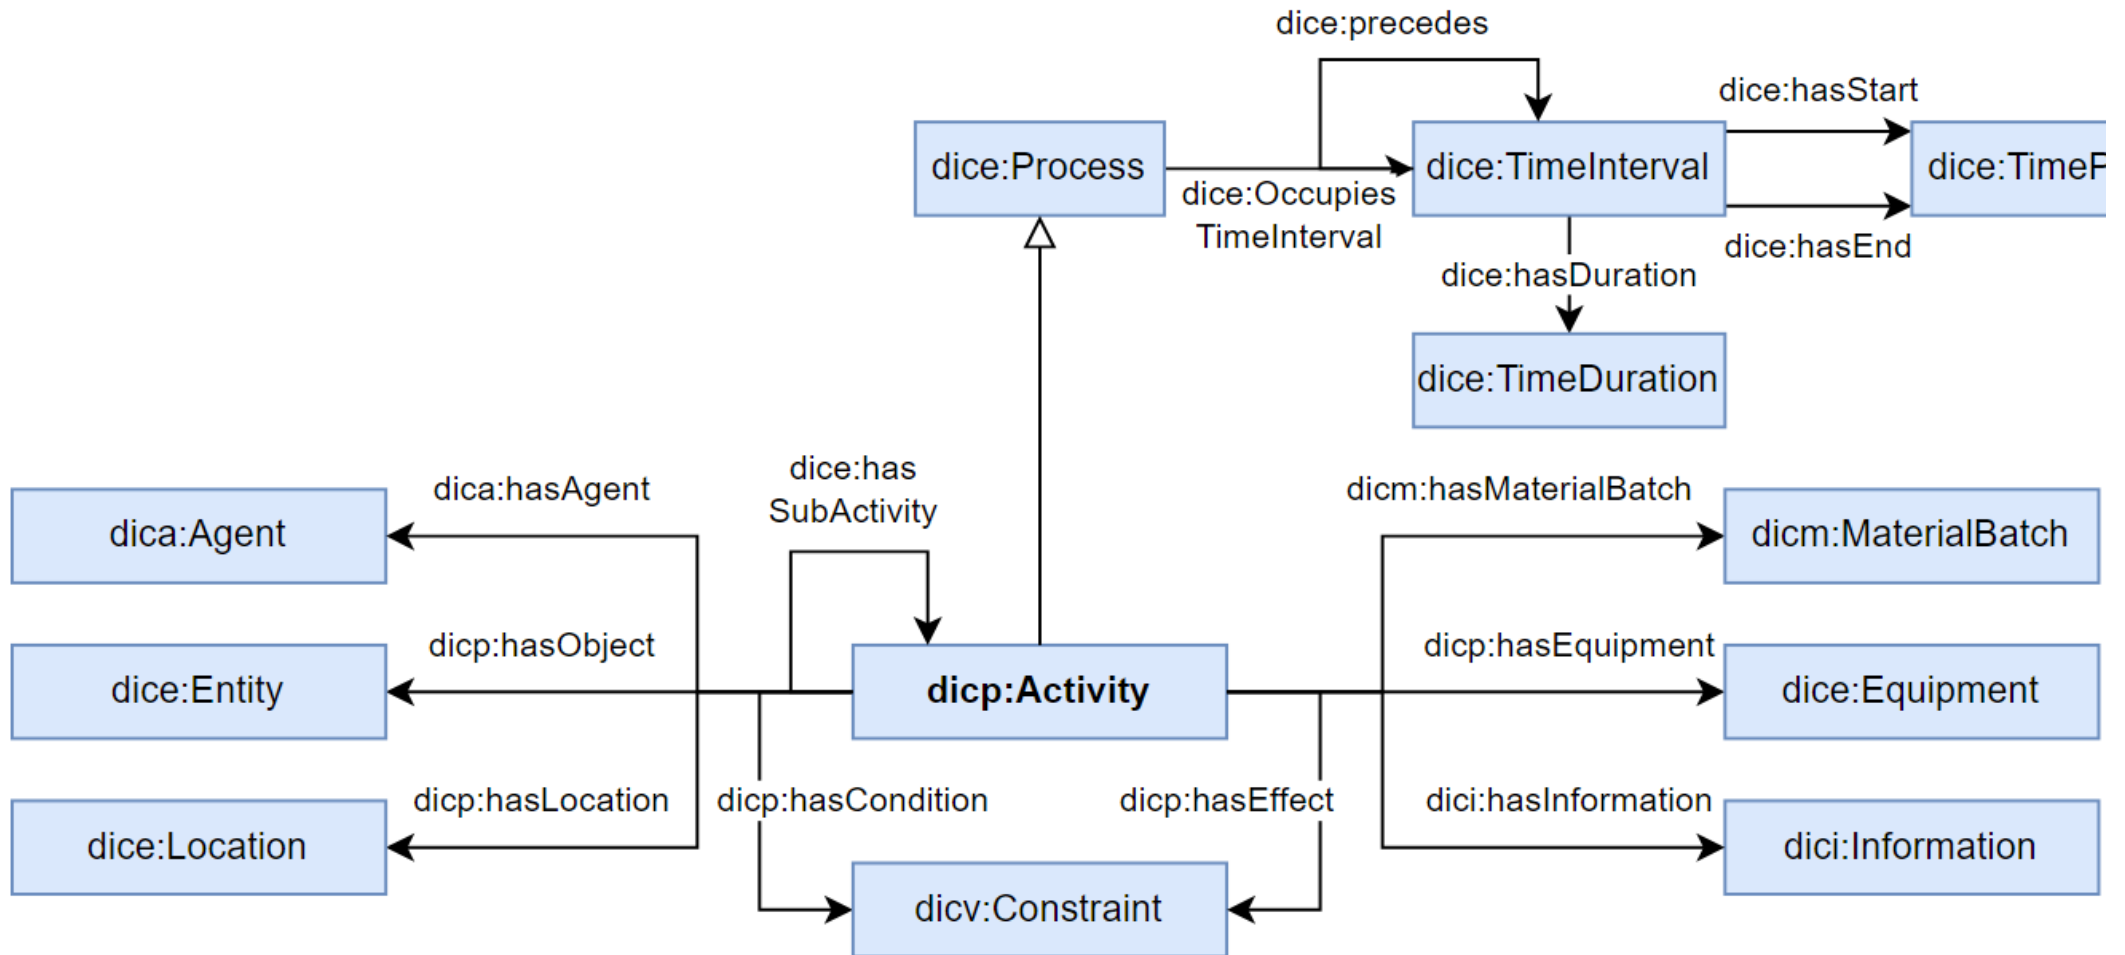 dice:precedes
dice:hasStart
dice:Process
dice:Occupies
TimeInterval
dice:TimeInterval
dice:TimeP
dice:hasEnd
dice:hasDuration
dice:TimeDuration
dice:has
SubActivity
dica:hasAgent
dicm:hasMaterialBatch
dica:Agent
dicm:MaterialBatch
dicp:hasObject
dicp:hasEquipment
dice:Entity
dicp:Activity
dice:Equipment
dicp:hasLocation
dicp:hasCondition
dicp:hasEffect
dici:hasInformation
dice:Location
dici:Information
dicv:Constraint